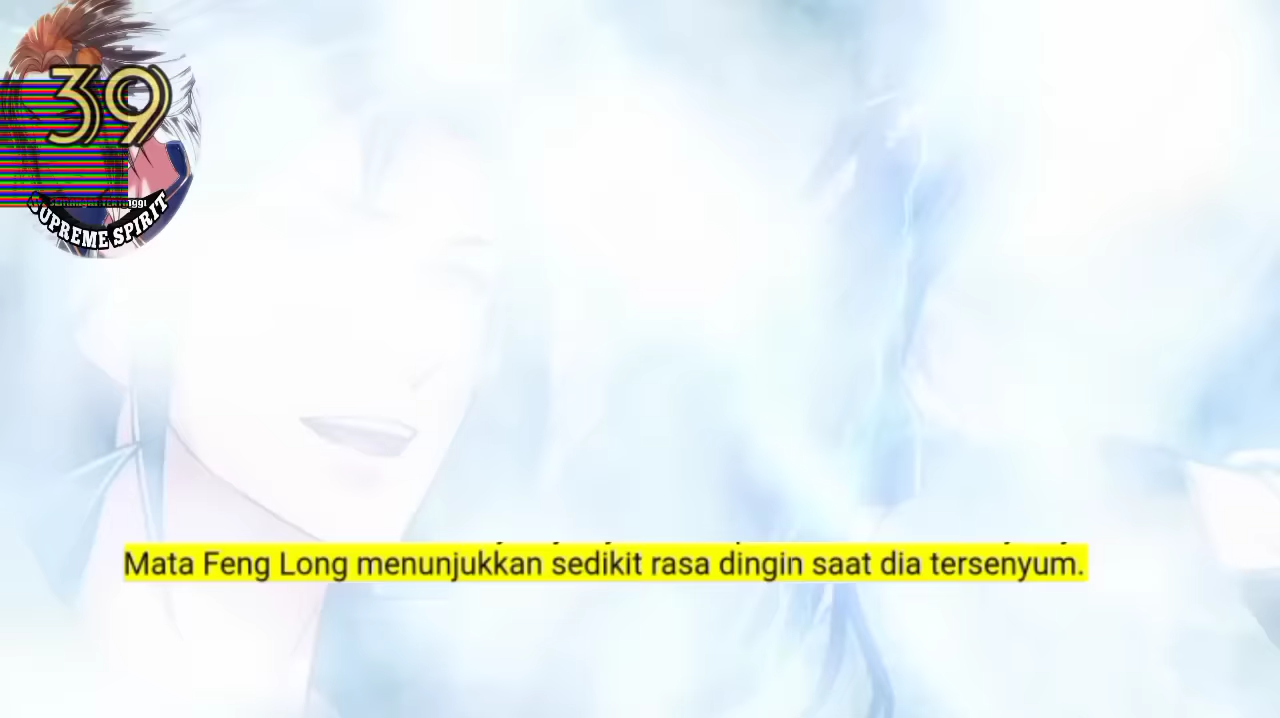 39
SUPREME SPIRIT
Mata Feng Long menunjukkan sedikit rasa dingin saat dia tersenyum.